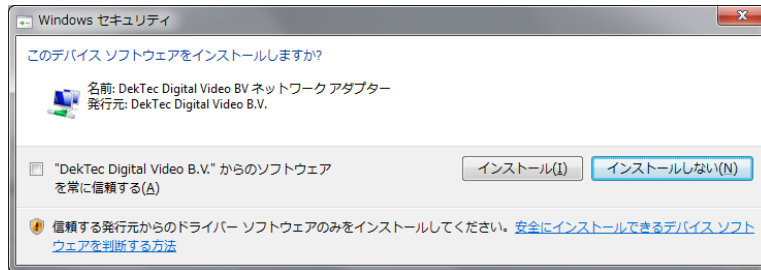 Windows セキュリティ
このデバイス ソフトウェアをインストールしますか?
名前: DekTec Digital Video BV ネットワーク アダプター
発行元: DekTec Digital Video B.V.
"DekTec Digital Video B.V." からのソフトウェア
を常に信頼する(A)
インストール(I)
インストールしない(N)
信頼する発行元からのドライバー ソフトウェアのみをインストールしてください。安全にインストールできるデバイス ソフト
ウェアを判断する方法